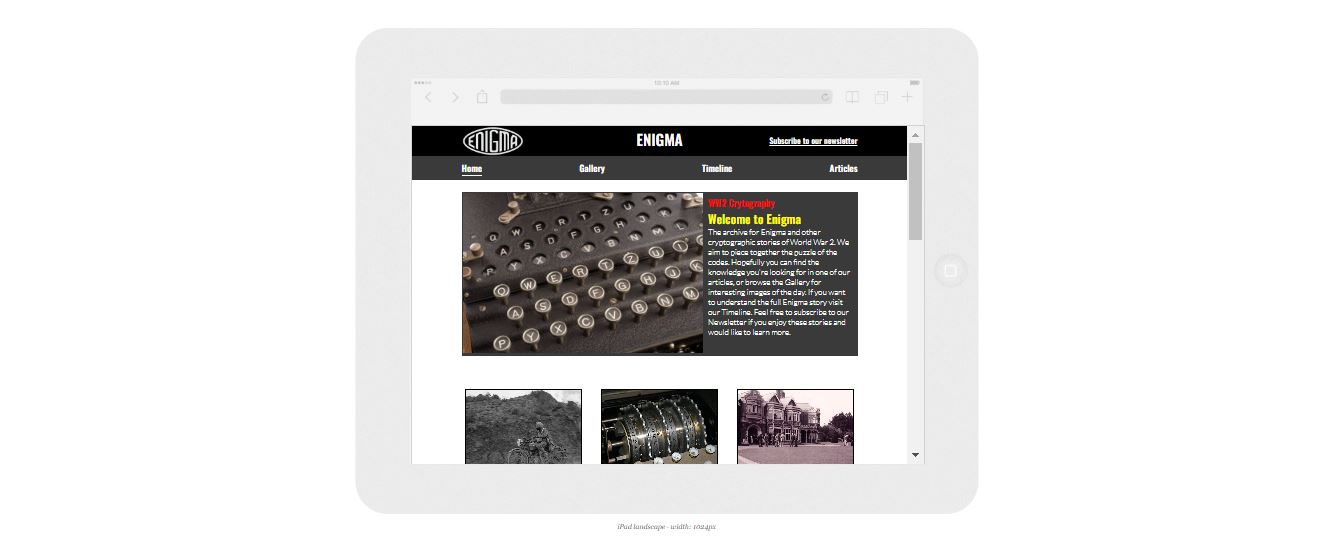 10:10 AM
ENIGMA
ENIGMA
Subscribe to our newsletter
Home
Gallery
Timeline
Articles
WW2 Crytography
Welcome to Enigma
The archive for Enigma and other
cryptographic stories of World War 2. We
aim to piece together the puzzle of the
codes. Hopefully you can find the
knowledge you're looking for in one of our
articles, or browse the Gallery for
interesting images of the day. If you want
to understand the full Enigma story visit
our Timeline. Feel free to subscribe to our
Newsletter if you enjoy these stories and
would like to learn more.
Q W E R T Z U
A S D F G H J K
P Y X C V B N M L
Q W E R T Z U I
A S D F G H J K
P Y X C V B N M
iPad landscape - width: 1024px